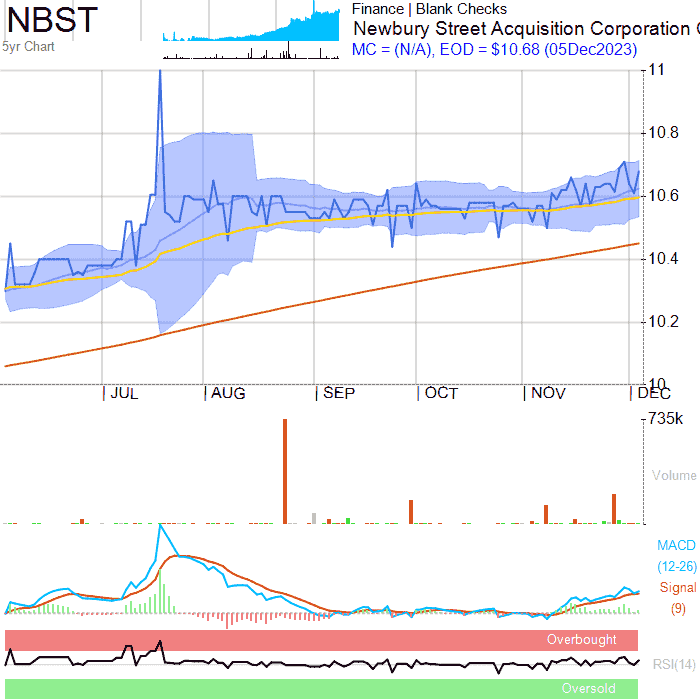 NBST
5yr Chart
Finance | Blank Checks
Newbury Street Acquisition Corporation
MC = (N/A), EOD = $10.68 (05Dec2023)
11
10.8
10.6
10.4
10.2
10
JUL AUG SEP OCT NOV DEC
735k
Volume
MACD
(12-26)
Signal
(9)
Overbought
RSI(14)
Oversold